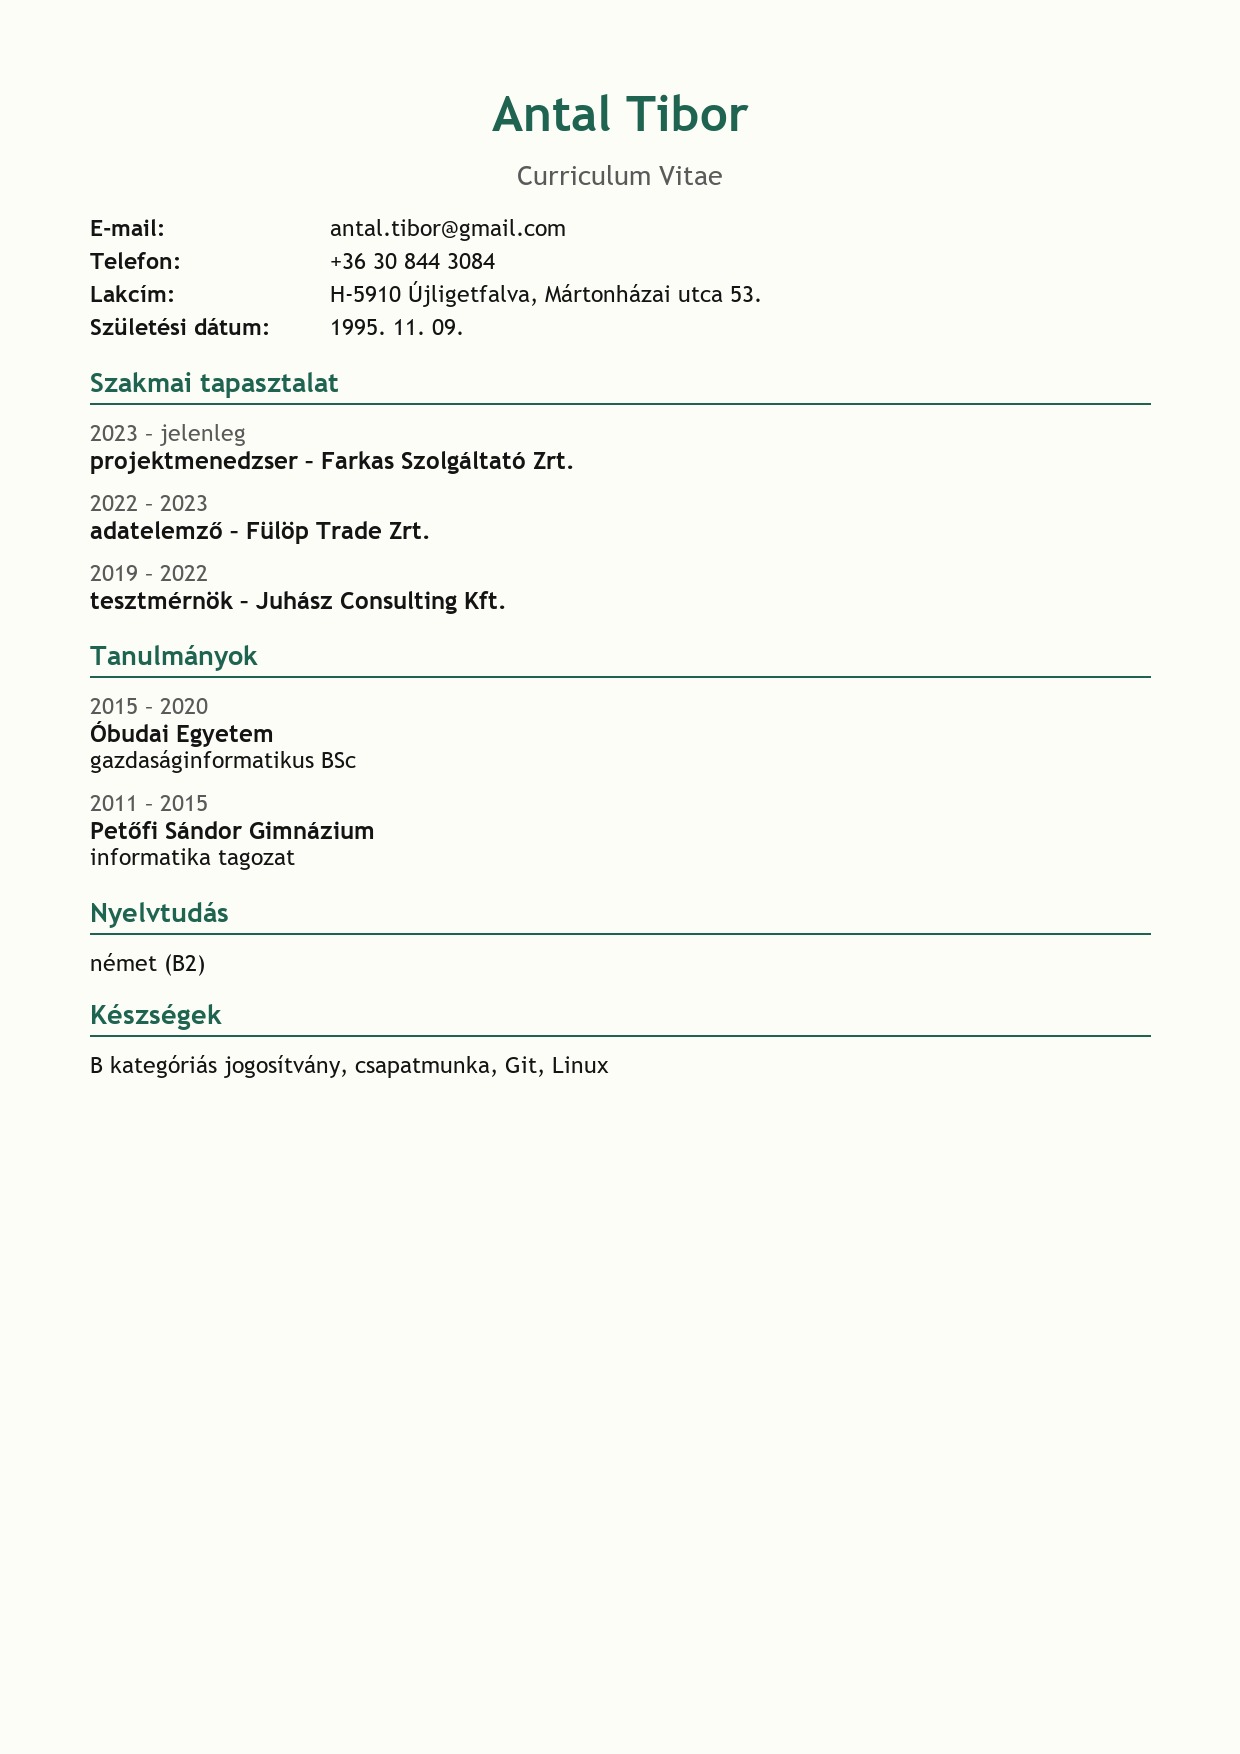 Antal Tibor
Curriculum Vitae
E-mail: antal.tibor@gmail.com
Telefon: +36 30 844 3084
Lakcím: H-5910 Újligetfalva, Mártonházai utca 53.
Születési dátum: 1995. 11. 09.
Szakmai tapasztalat
2023 – jelenleg
projektmenedzser – Farkas Szolgáltató Zrt.
2022 – 2023
adatelemző – Fülöp Trade Zrt.
2019 – 2022
tesztmérnök – Juhász Consulting Kft.
Tanulmányok
2015 – 2020
Óbudai Egyetem
gazdaságinformatikus BSc
2011 – 2015
Petőfi Sándor Gimnázium
informatika tagozat
Nyelvtudás
német (B2)
Készségek
B kategóriás jogosítvány, csapatmunka, Git, Linux